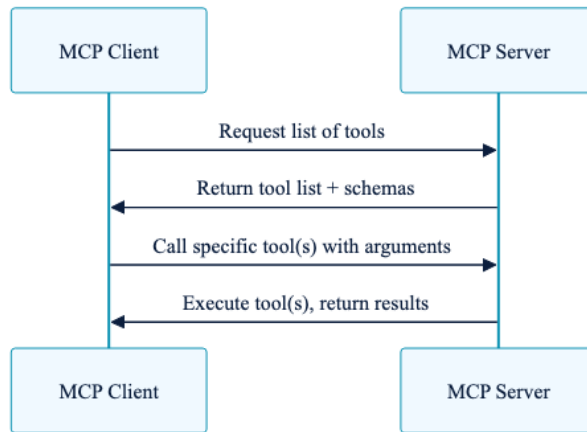 MCP Client
MCP Server
Request list of tools
Return tool list + schemas
Call specific tool(s) with arguments
Execute tool(s), return results
MCP Client
MCP Server